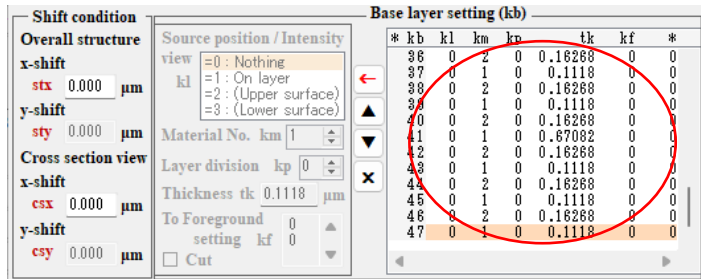 Shift condition
Overall structure
x-shift
stx 0.000 μm
y-shift
sty 0.000 μm
Cross section view
x-shift
csx 0.000 μm
y-shift
csy 0.000 μm
Source position / Intensity
view
kl
=0 : Nothing
=1 : On layer
=2 : (Upper surface)
=3 : (Lower surface)
Material No. km 1
Layer division kp 0
Thickness tk 0.1118 μm
To Foreground
setting kf
0
0
Cut
Base layer setting (kb)
* kb kl km kp tk kf *
36 0 2 0 0.16268 0 0
37 0 1 0 0.1118 0 0
38 0 2 0 0.16268 0 0
39 0 1 0 0.1118 0 0
40 0 2 0 0.16268 0 0
41 0 1 0 0.67082 0 0
42 0 2 0 0.16268 0 0
43 0 1 0 0.1118 0 0
44 0 2 0 0.16268 0 0
45 0 1 0 0.1118 0 0
46 0 2 0 0.16268 0 0
47 0 1 0 0.1118 0 0